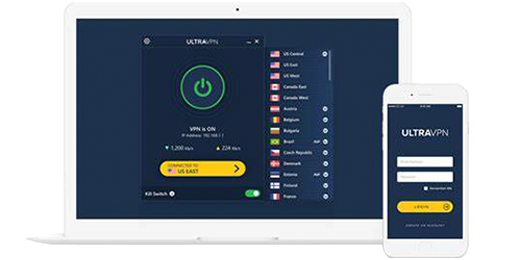 ULTRAVPN
VPN is ON
IP Address: 192.168.1.1
1,200 kb/s
224 kb/s
CONNECTED TO
US EAST
Kill Switch
US Central
US East
US West
Canada East
Canada West
Austria
Belgium
Bulgaria
Brazil
Czech Republic
Denmark
Estonia
Finland
France
ULTRAVPN
Remember Me
LOGIN
CREATE AN ACCOUNT